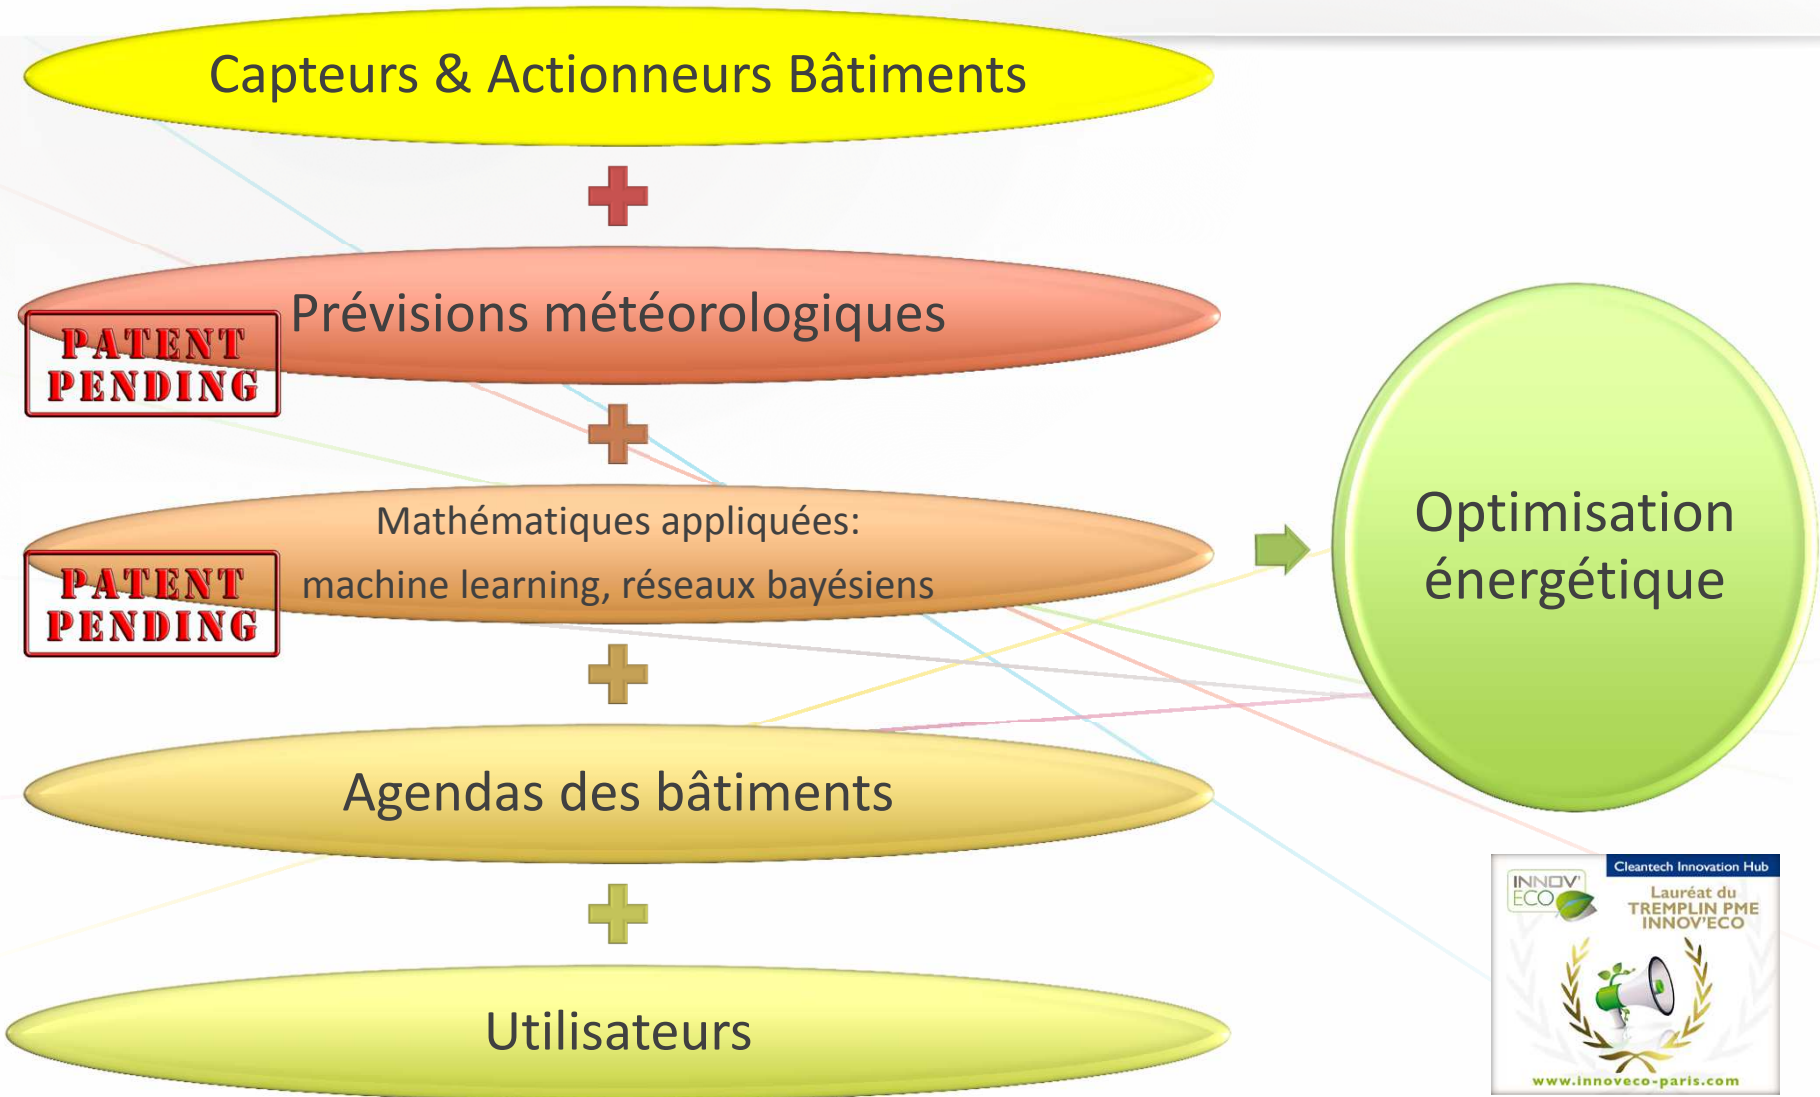 Capteurs & Actionneurs Bâtiments
Prévisions météorologiques
PATENT
PENDING
Mathématiques appliquées:
machine learning, réseaux bayésiens
PATENT
PENDING
Agendas des bâtiments
Utilisateurs
Optimisation
énergétique
Cleantech Innovation Hub
INNOV'
ECO
Lauréat du
TREMPLIN PME
INNOV'ECO
www.innoveco-paris.com